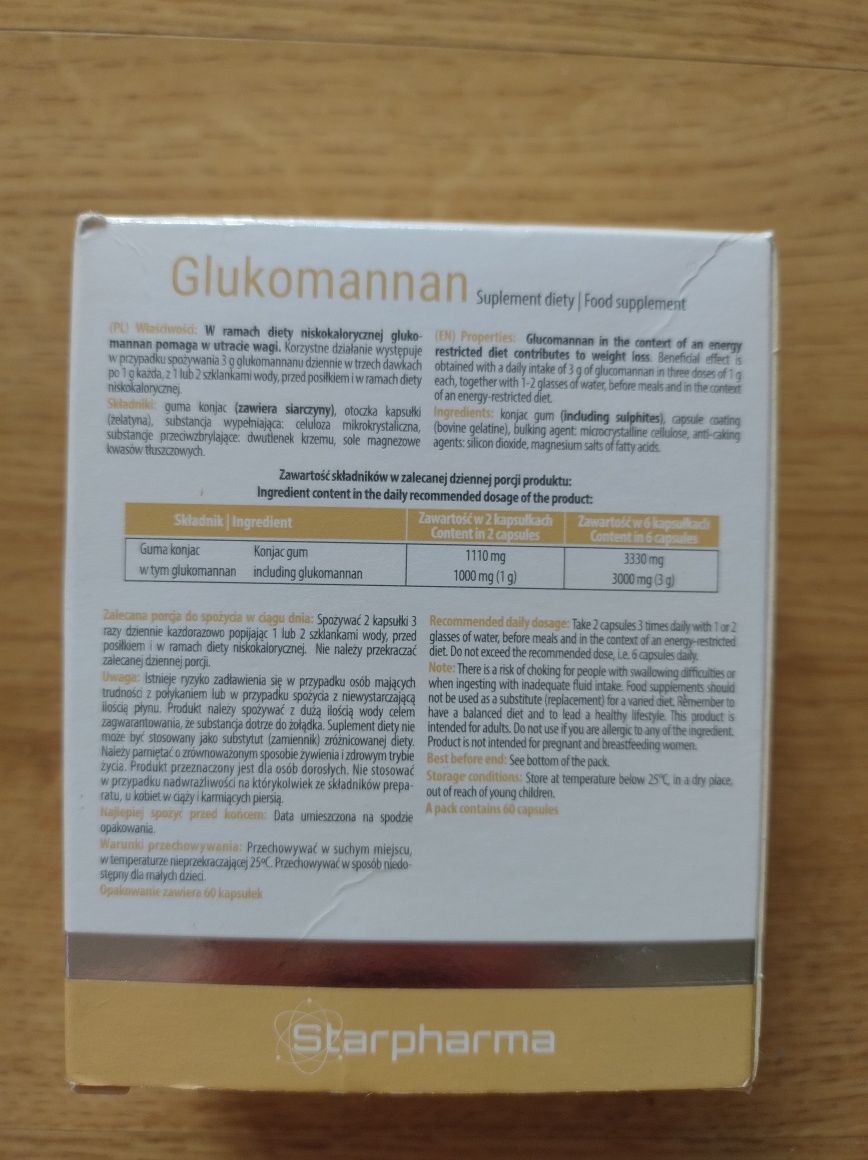 Glukomannan Suplement diety | Food supplement
(PL) Właściwości: W ramach diety niskokalorycznej gluko-
mannan pomaga w utracie wagi. Korzystne działanie występuje
w przypadku spożywania 3 g glukomannanu dziennie w trzech dawkach
po 1 g każda, z 1 lub 2 szklankami wody, przed posiłkiem i w ramach diety
niskokalorycznej.
Składniki: guma konjac (zawiera siarczyny), otoczka kapsułki
(żelatyna), substancja wypełniająca: celuloza mikrokrystaliczna,
substancje przeciwzbrylające: dwutlenek krzemu, sole magnezowe
kwasów tłuszczowych.
(EN) Properties: Glucomannan in the context of an energy
restricted diet contributes to weight loss. Beneficial effect is
obtained with a daily intake of 3 g of glucomannan in three doses of 1 g
each, together with 1-2 glasses of water, before meals and in the context
of an energy-restricted diet.
Ingredients: konjac gum (including sulphites), capsule coating
(bovine gelatine), bulking agent: microcrystalline cellulose, anti-caking
agents: silicon dioxide, magnesium salts of fatty acids.
Zawartość składników w zalecanej dziennej porcji produktu:
Ingredient content in the daily recommended dosage of the product:
Składnik | Ingredient Zawartość w 2 kapsułkach Zawartość w 6 kapsułkach
Content in 2 capsules Content in 6 capsules
Guma konjac Konjac gum 1110 mg 3330 mg
w tym glukomannan including glukomannan 1000 mg (1 g) 3000 mg (3 g)
Zalecana porcja do spożycia w ciągu dnia: Spożywać 2 kapsułki 3
razy dziennie każdorazowo popijając 1 lub 2 szklankami wody, przed
posiłkiem i w ramach diety niskokalorycznej. Nie należy przekraczać
zalecanej dziennej porcji.
Uwaga: Istnieje ryzyko zadławienia się w przypadku osób mających
trudności z połykaniem lub w przypadku spożycia z niewystarczającą
ilością płynu. Produkt należy spożywać z dużą ilością wody celem
zagwarantowania, że substancja dotrze do żołądka. Suplement diety nie
może być stosowany jako substytut (zamiennik) zróżnicowanej diety.
Należy pamiętać o zrównoważonym sposobie żywienia i zdrowym trybie
życia. Produkt przeznaczony jest dla osób dorosłych. Nie stosować
w przypadku nadwrażliwości na którykolwiek ze składników prepa-
ratu, u kobiet w ciąży i karmiących piersią.
Najlepiej spożyć przed końcem: Data umieszczona na spodzie
opakowania.
Warunki przechowywania: Przechowywać w suchym miejscu,
w temperaturze nieprzekraczającej 25ºC. Przechowywać w sposób niedo-
stępny dla małych dzieci.
Opakowanie zawiera 60 kapsułek
Recommended daily dosage: Take 2 capsules 3 times daily with 1 or 2
glasses of water, before meals and in the context of an energy-restricted
diet. Do not exceed the recommended dose, i.e. 6 capsules daily.
Note: There is a risk of choking for people with swallowing difficulties or
when ingesting with inadequate fluid intake. Food supplements should
not be used as a substitute (replacement) for a varied diet. Remember to
have a balanced diet and to lead a healthy lifestyle. This product is
intended for adults. Do not use if you are allergic to any of the ingredient.
Product is not intended for pregnant and breastfeeding women.
Best before end: See bottom of the pack.
Storage conditions: Store at temperature below 25ºC, in a dry place,
out of reach of young children.
A pack contains 60 capsules
Starpharma